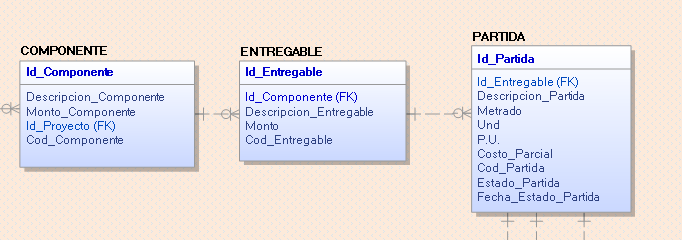 COMPONENTE
Id_Componente
Descripcion_Componente
Monto_Componente
Id_Proyecto (FK)
Cod_Componente
ENTREGABLE
Id_Entregable
Id_Componente (FK)
Descripcion_Entregable
Monto
Cod_Entregable
PARTIDA
Id_Partida
Id_Entregable (FK)
Descripcion_Partida
Metrado
Und
P.U.
Costo_Parcial
Cod_Partida
Estado_Partida
Fecha_Estado_Partida